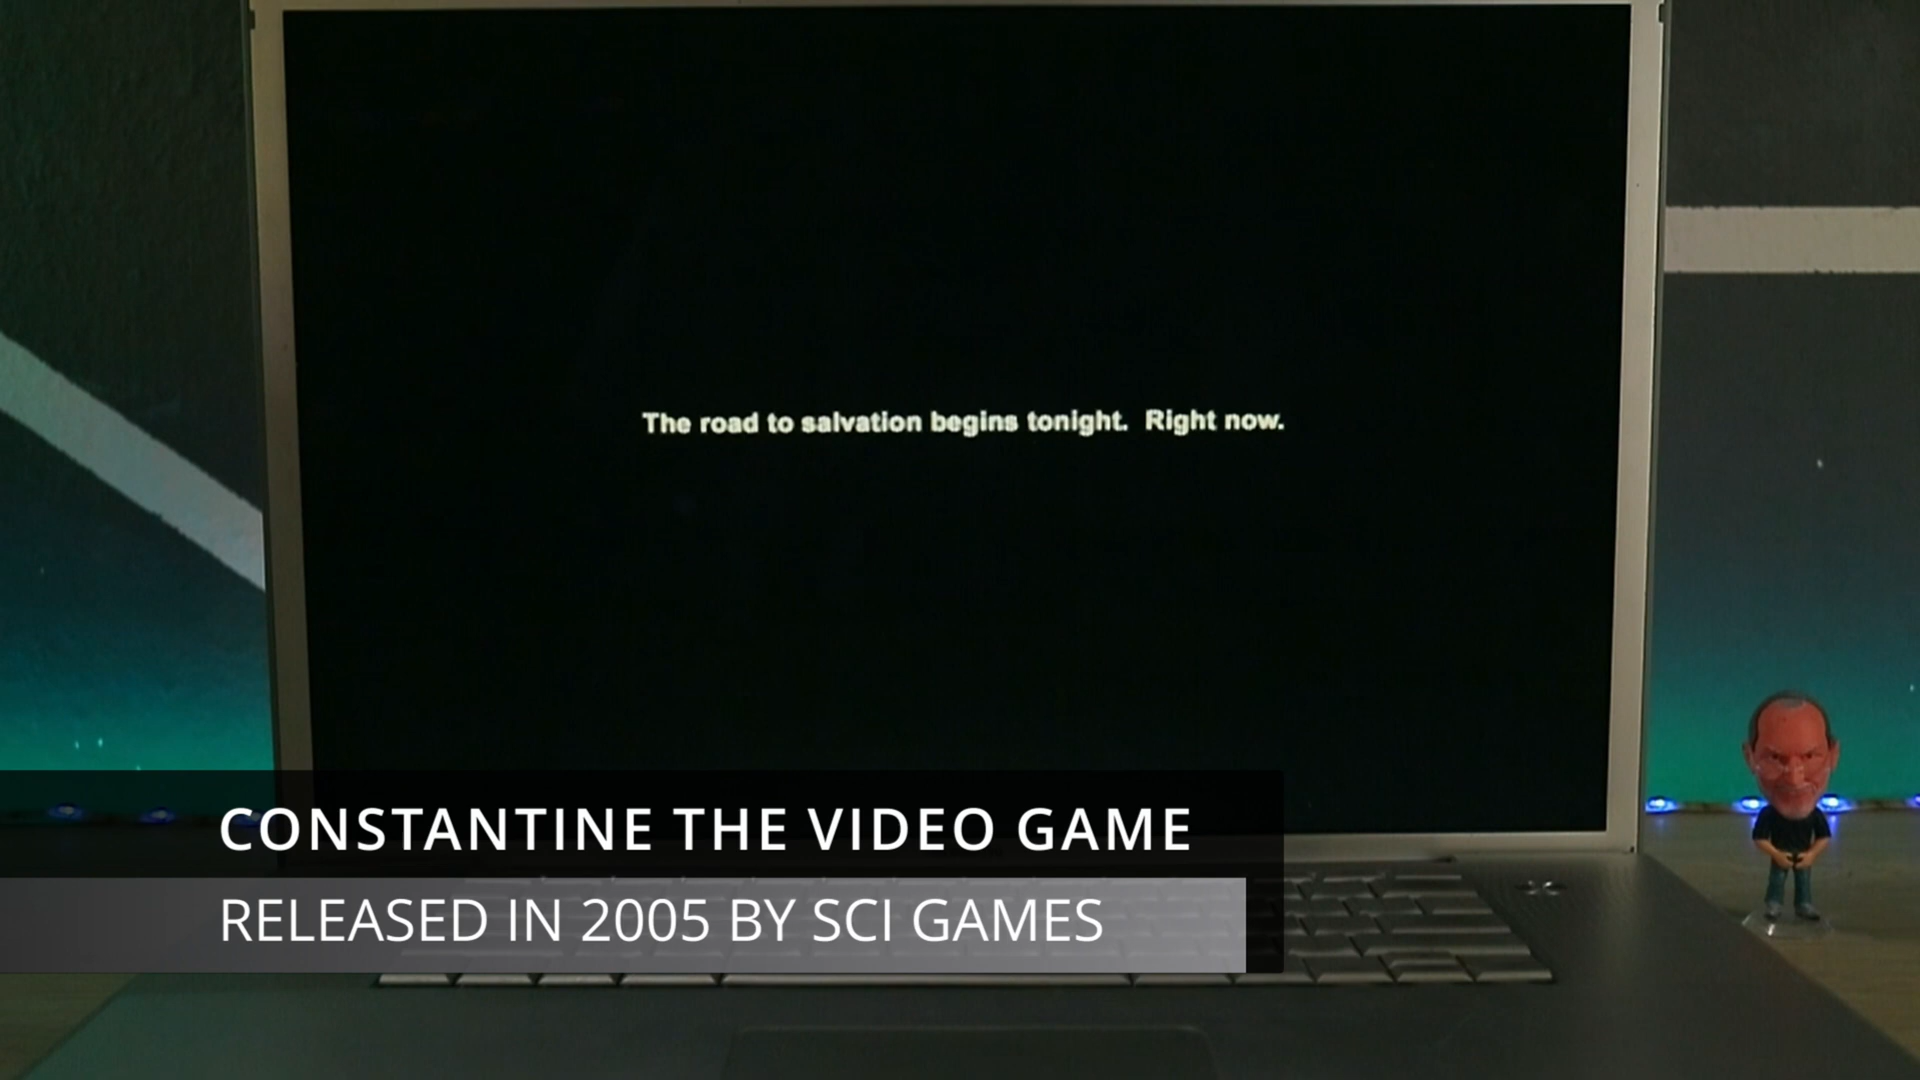 The road to salvation begins tonight.  Right now.
CONSTANTINE THE VIDEO GAME
RELEASED IN 2005 BY SCI GAMES